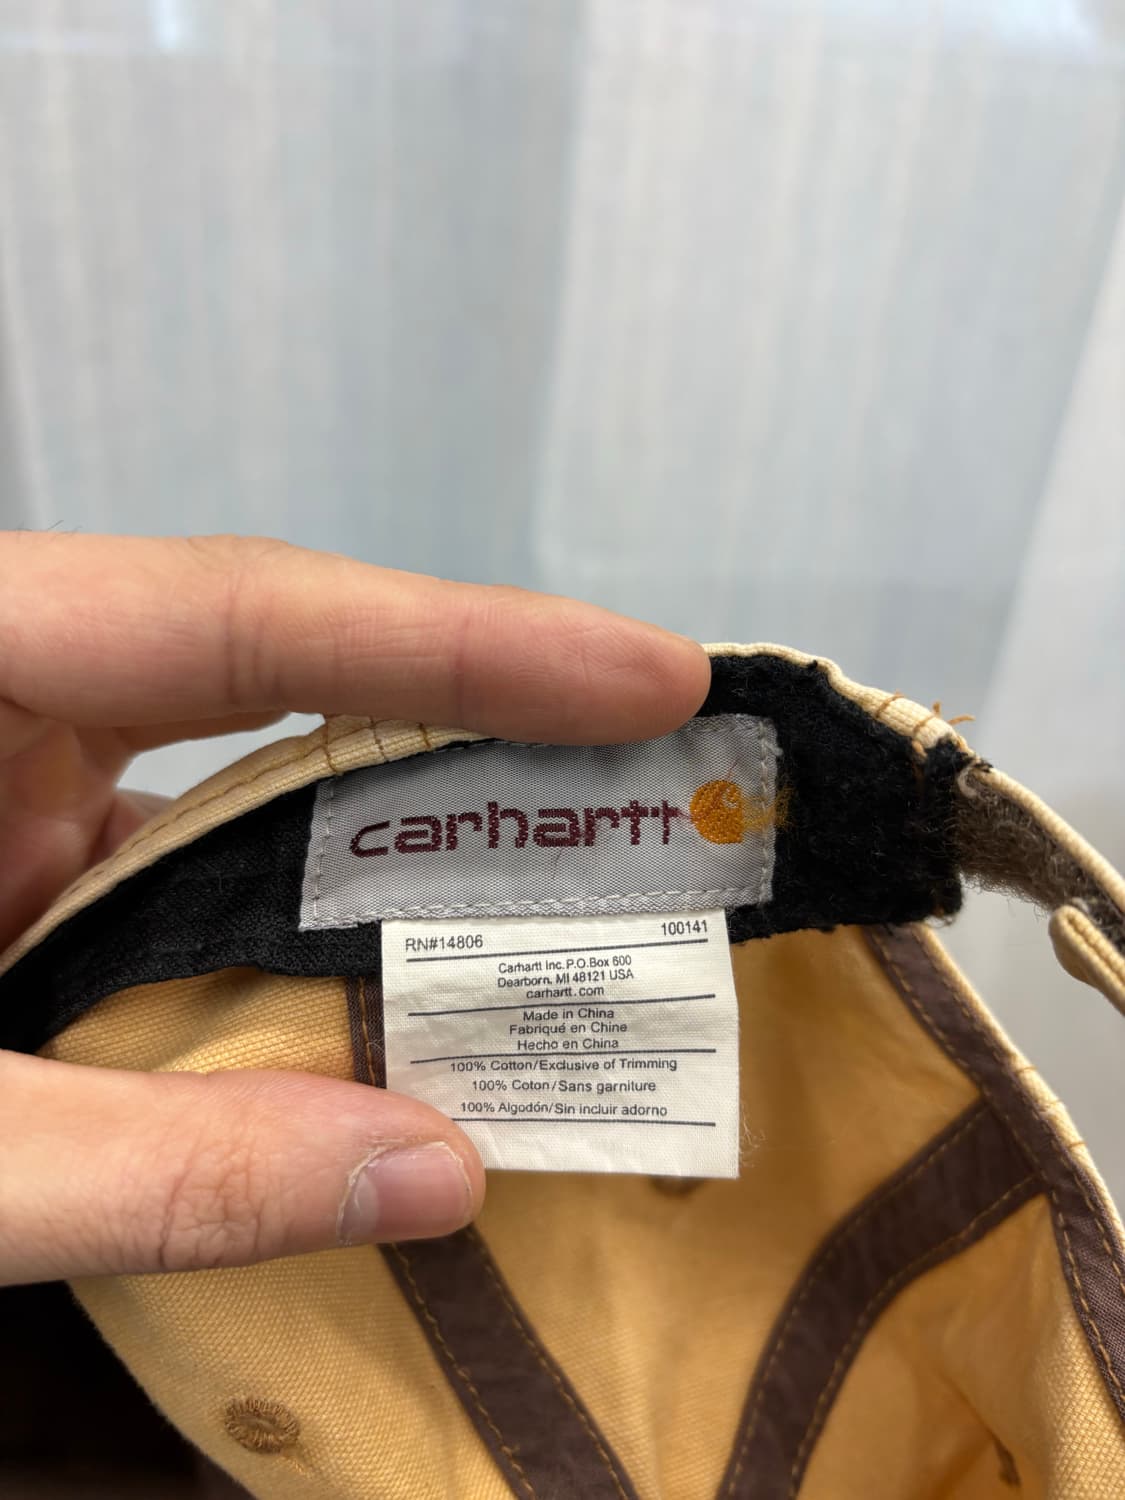 carhartt
RN#14806 100141
Carhartt Inc. P.O.Box 600
Dearborn, MI 48121 USA
carhartt.com
Made in China
Fabriqué en Chine
Hecho en China
100% Cotton/Exclusive of Trimming
100% Coton/Sans garniture
100% Algodón/Sin incluir adorno